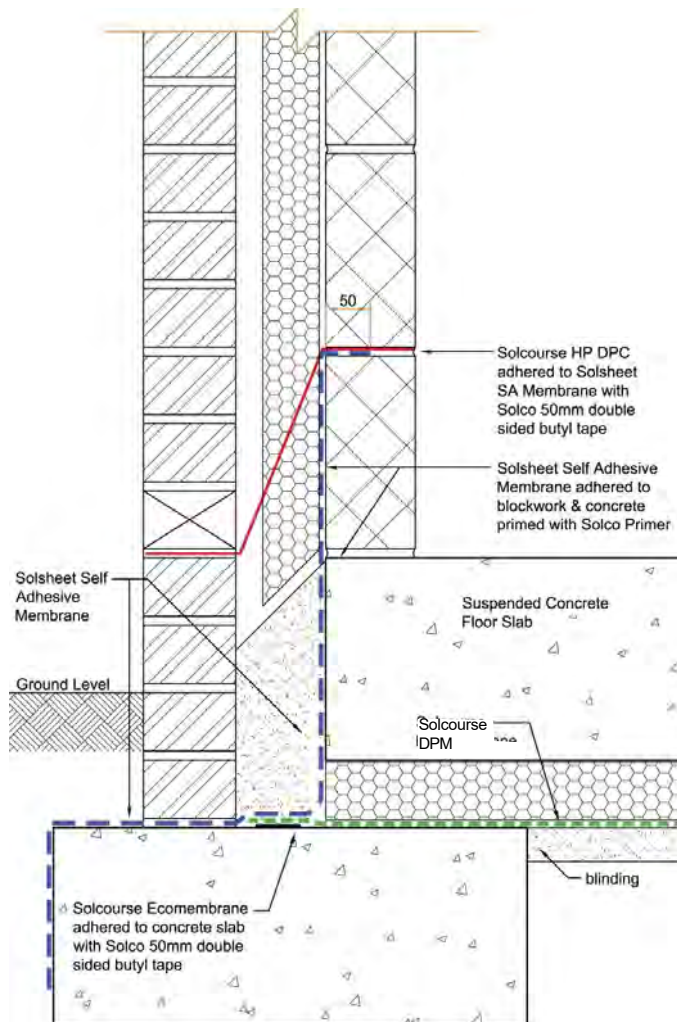 50
Solcourse HP DPC
adhered to Solsheet
SA Membrane with
Solco 50mm double
sided butyl tape
Solsheet Self Adhesive
Membrane adhered to
blockwork & concrete
primed with Solco Primer
Solsheet Self
Adhesive
Membrane
Suspended Concrete
Floor Slab
Ground Level
Solcourse
DPM
blinding
Solcourse Ecomembrane
adhered to concrete slab
with Solco 50mm double
sided butyl tape